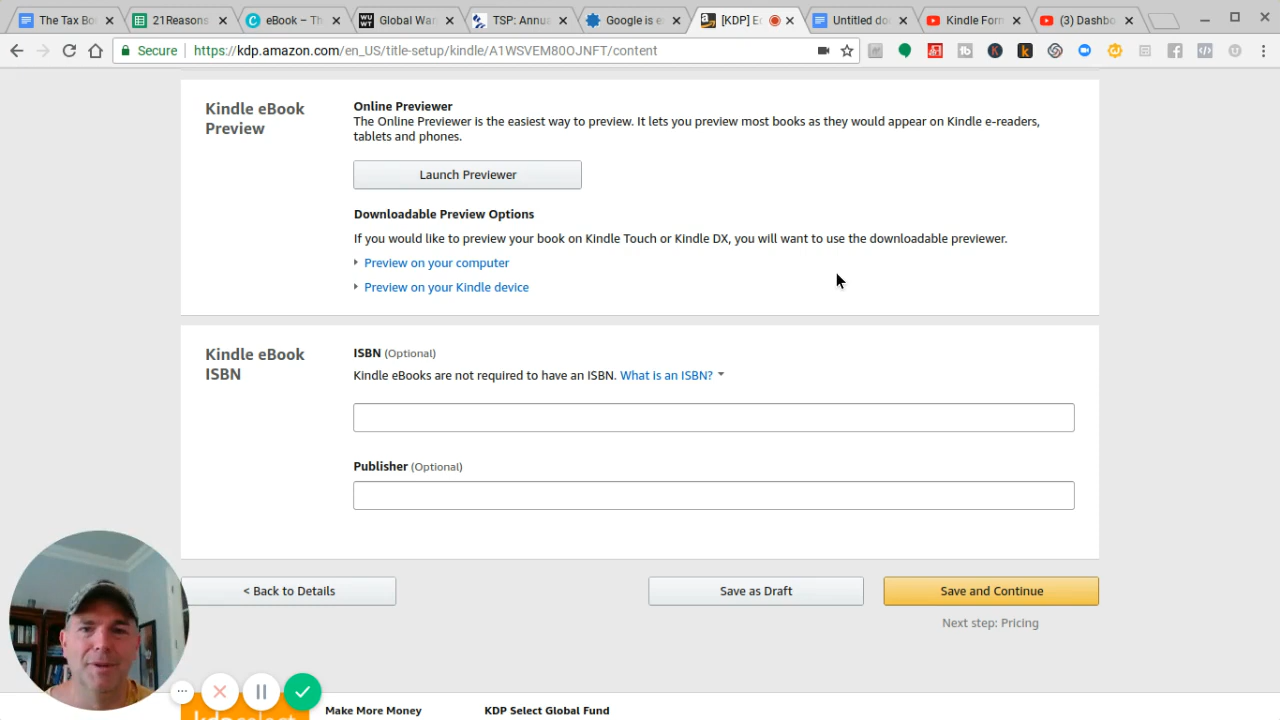 The Tax Bo
21Reasons
eBook – Th
Global War
TSP: Annua
Google is e
[KDP] Ec
Untitled do
Kindle Form
(3) Dashbo
Secure
https://kdp.amazon.com/en_US/title-setup/kindle/A1WSVEM80OJNFT/content
Kindle eBook
Preview
Online Previewer
The Online Previewer is the easiest way to preview. It lets you preview most books as they would appear on Kindle e-readers,
tablets and phones.
Launch Previewer
Downloadable Preview Options
If you would like to preview your book on Kindle Touch or Kindle DX, you will want to use the downloadable previewer.
Preview on your computer
Preview on your Kindle device
Kindle eBook
ISBN
ISBN (Optional)
Kindle eBooks are not required to have an ISBN. What is an ISBN?
Publisher (Optional)
< Back to Details
Save as Draft
Save and Continue
Next step: Pricing
Make More Money
KDP Select Global Fund